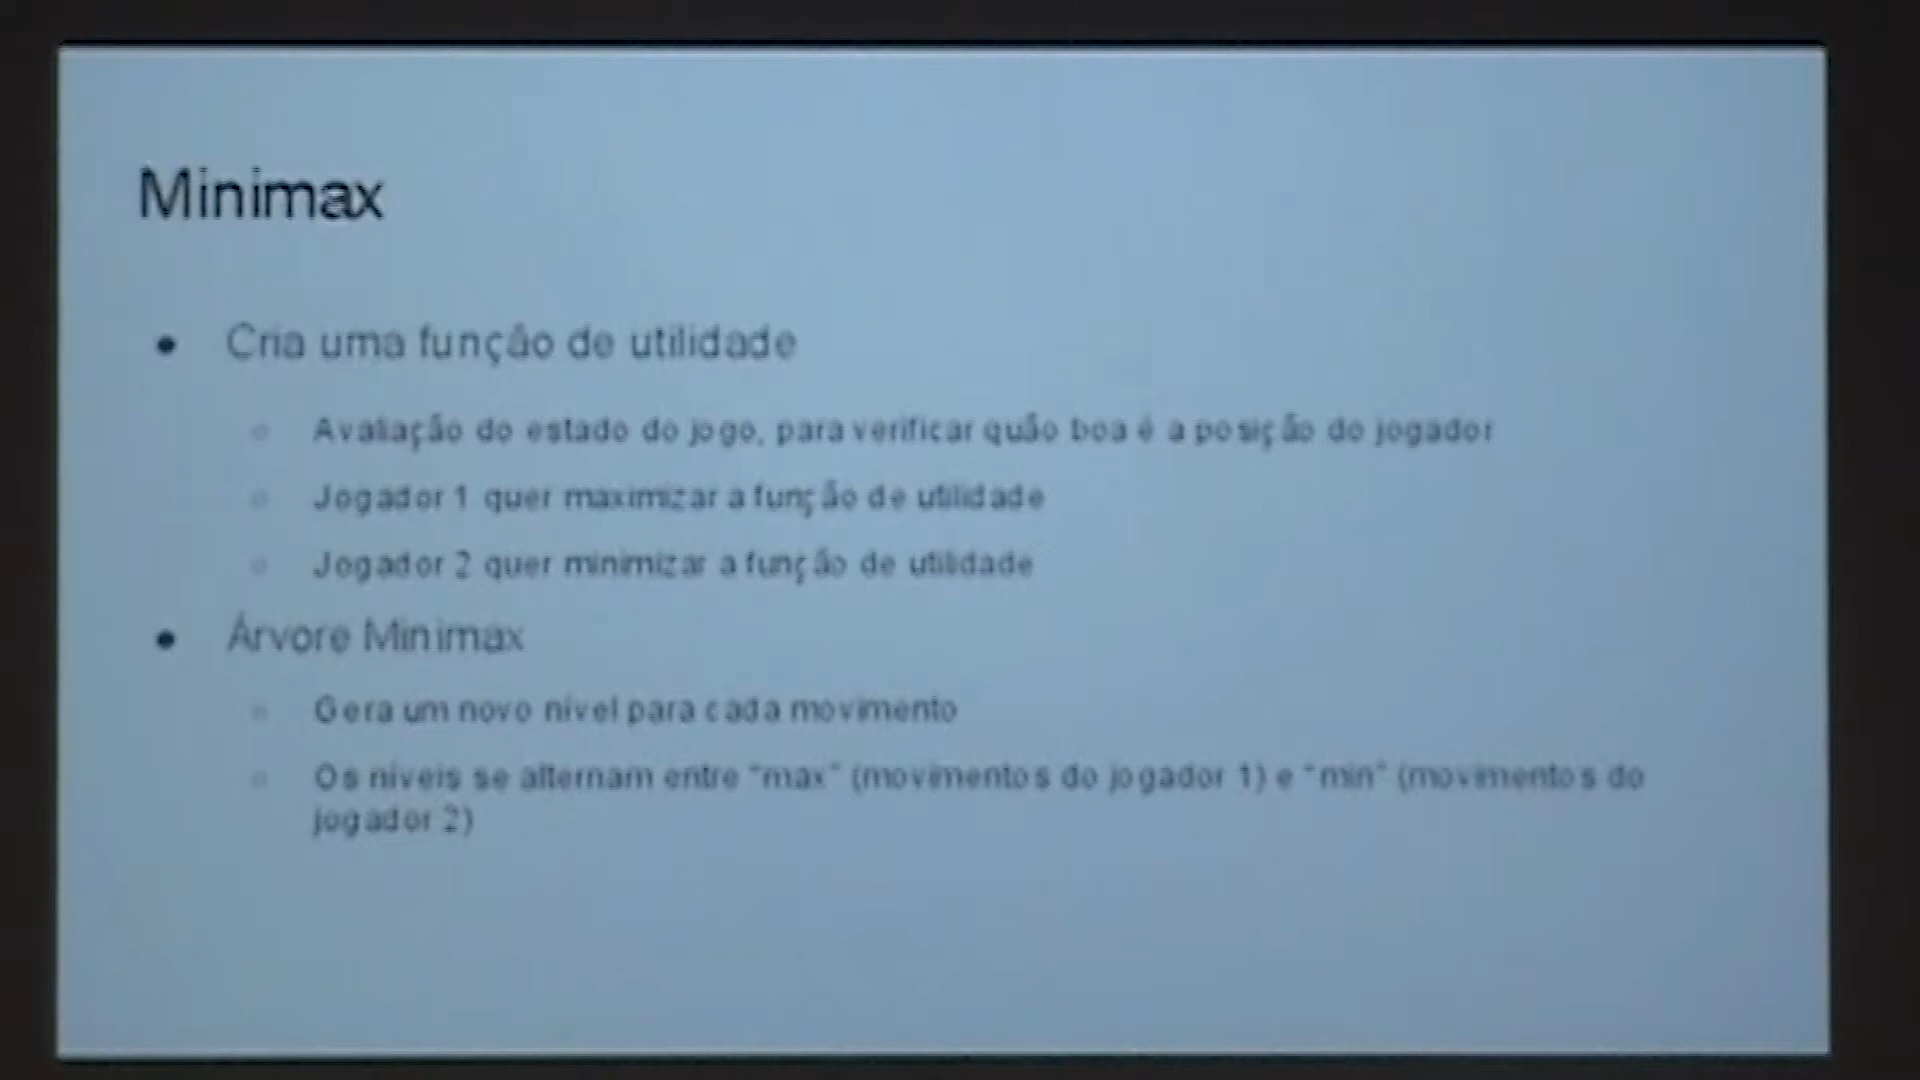 Minimax
● Cria uma função de utilidade
○ Avaliação do estado do jogo, para verificar quão boa é a posição do jogador
○ Jogador 1 quer maximizar a função de utilidade
○ Jogador 2 quer minimizar a função de utilidade
● Árvore Minimax
○ Gera um novo nível para cada movimento
○ Os níveis se alternam entre "max" (movimentos do jogador 1) e "min" (movimentos do
jogador 2)